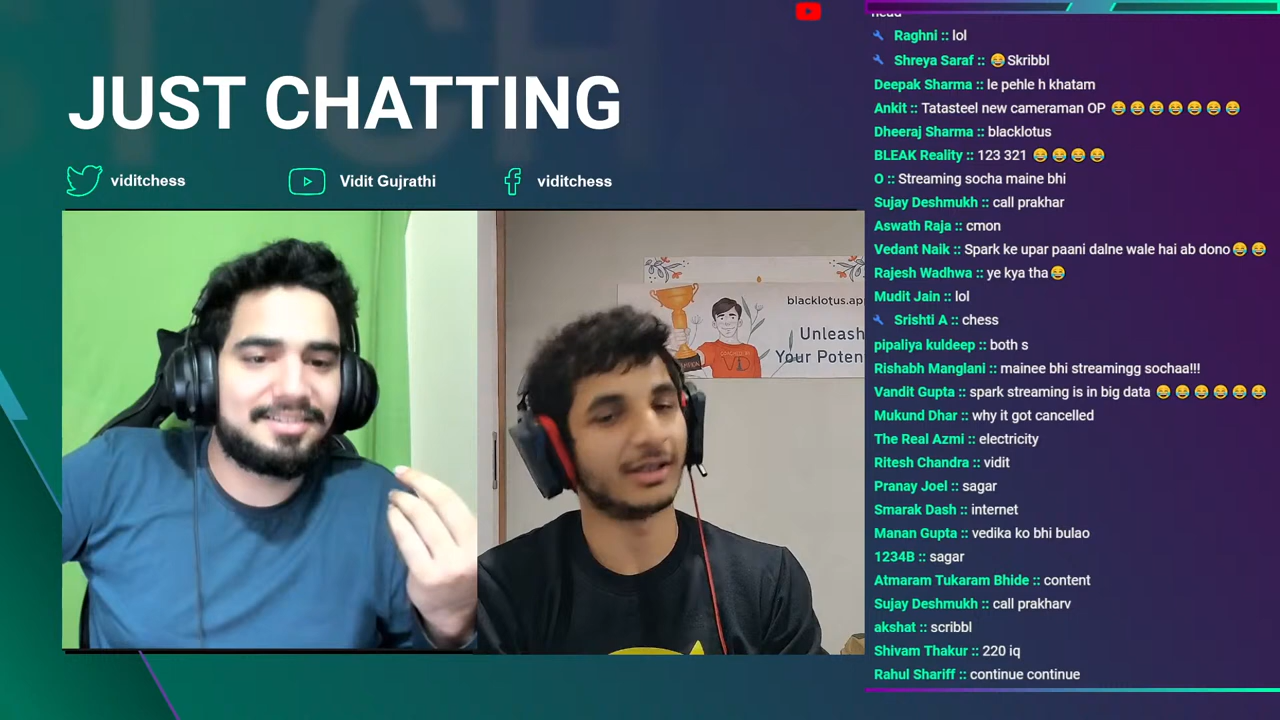 JUST CHATTING
viditchess
Vidit Gujrathi
viditchess
blacklotus.ap
Unleash
Your Poten
head
Raghni :: lol
Shreya Saraf :: 😂Skribbl
Deepak Sharma :: le pehle h khatam
Ankit :: Tatasteel new cameraman OP 😂😂😂😂😂😂😂
Dheeraj Sharma :: blacklotus
BLEAK Reality :: 123 321 😂😂😂😂
O :: Streaming socha maine bhi
Sujay Deshmukh :: call prakhar
Aswath Raja :: cmon
Vedant Naik :: Spark ke upar paani dalne wale hai ab dono😂😂
Rajesh Wadhwa :: ye kya tha😂
Mudit Jain :: lol
Srishti A :: chess
pipaliya kuldeep :: both s
Rishabh Manglani :: mainee bhi streamingg sochaa!!!
Vandit Gupta :: spark streaming is in big data 😂😂😂😂😂😂
Mukund Dhar :: why it got cancelled
The Real Azmi :: electricity
Ritesh Chandra :: vidit
Pranay Joel :: sagar
Smarak Dash :: internet
Manan Gupta :: vedika ko bhi bulao
1234B :: sagar
Atmaram Tukaram Bhide :: content
Sujay Deshmukh :: call prakharv
akshat :: scribbl
Shivam Thakur :: 220 iq
Rahul Shariff :: continue continue